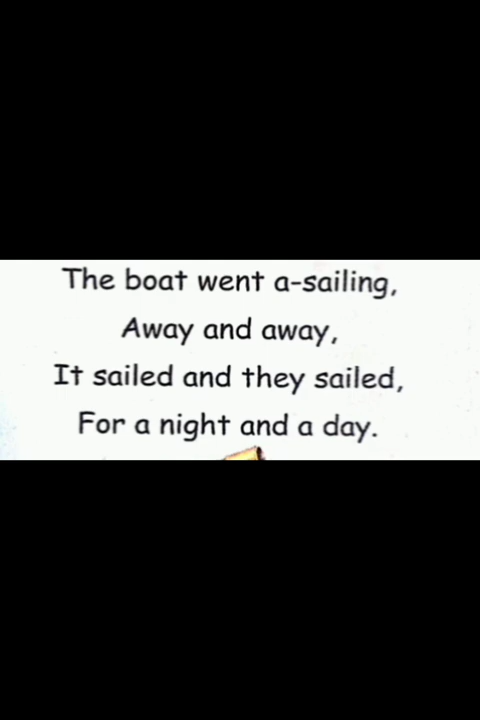 The boat went a-sailing,
Away and away,
It sailed and they sailed,
For a night and a day.